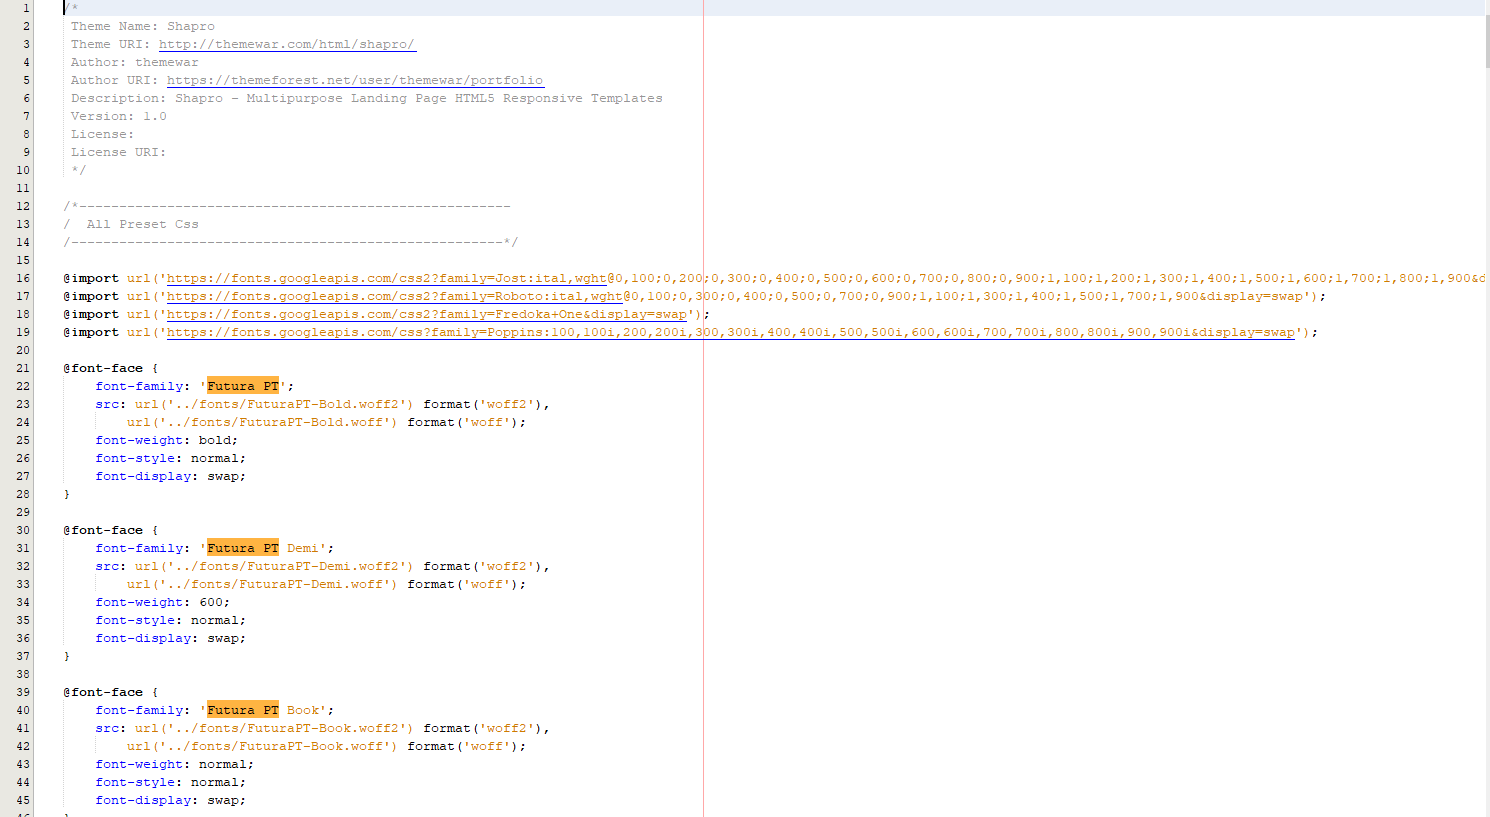 1 /*
2 Theme Name: Shapro
3 Theme URI: http://themewar.com/html/shapro/
4 Author: themewar
5 Author URI: https://themeforest.net/user/themewar/portfolio
6 Description: Shapro - Multipurpose Landing Page HTML5 Responsive Templates
7 Version: 1.0
8 License:
9 License URI:
10 */
11
12 /*------------------------------------------------------
13 /  All Preset Css
14 /------------------------------------------------------*/
15
16 @import url('https://fonts.googleapis.com/css2?family=Jost:ital,wght@0,100;0,200;0,300;0,400;0,500;0,600;0,700;0,800;0,900;1,100;1,200;1,300;1,400;1,500;1,600;1,700;1,800;1,900&d
17 @import url('https://fonts.googleapis.com/css2?family=Roboto:ital,wght@0,100;0,300;0,400;0,500;0,700;0,900;1,100;1,300;1,400;1,500;1,700;1,900&display=swap');
18 @import url('https://fonts.googleapis.com/css2?family=Fredoka+One&display=swap');
19 @import url('https://fonts.googleapis.com/css?family=Poppins:100,100i,200,200i,300,300i,400,400i,500,500i,600,600i,700,700i,800,800i,900,900i&display=swap');
20
21 @font-face {
22 font-family: 'Futura PT';
23 src: url('../fonts/FuturaPT-Bold.woff2') format('woff2'),
24 url('../fonts/FuturaPT-Bold.woff') format('woff');
25 font-weight: bold;
26 font-style: normal;
27 font-display: swap;
28 }
29
30 @font-face {
31 font-family: 'Futura PT Demi';
32 src: url('../fonts/FuturaPT-Demi.woff2') format('woff2'),
33 url('../fonts/FuturaPT-Demi.woff') format('woff');
34 font-weight: 600;
35 font-style: normal;
36 font-display: swap;
37 }
38
39 @font-face {
40 font-family: 'Futura PT Book';
41 src: url('../fonts/FuturaPT-Book.woff2') format('woff2'),
42 url('../fonts/FuturaPT-Book.woff') format('woff');
43 font-weight: normal;
44 font-style: normal;
45 font-display: swap;